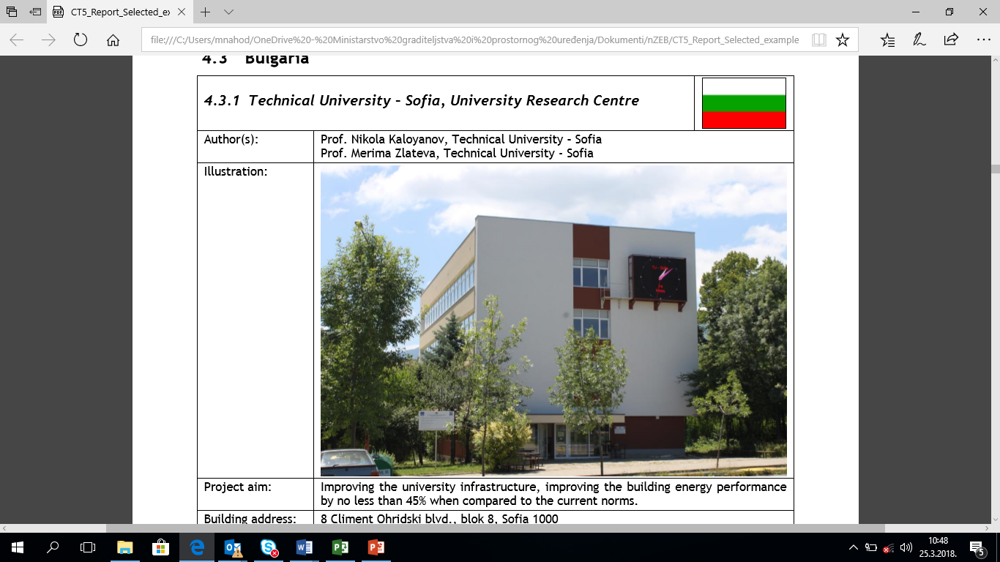 CT5_Report_Selected_ex
file:///C:/Users/mnahod/OneDrive%20-%20Ministarstvo%20graditeljstva%20i%20prostornog%20uređenja/Dokumenti/nZEB/CT5_Report_Selected_example
4.3 Bulgaria
4.3.1 Technical University – Sofia, University Research Centre
Author(s):
Prof. Nikola Kaloyanov, Technical University – Sofia
Prof. Merima Zlateva, Technical University - Sofia
Illustration:
Project aim:
Improving the university infrastructure, improving the building energy performance
by no less than 45% when compared to the current norms.
Building address:
8 Climent Ohridski blvd., blok 8, Sofia 1000
10:48
25.3.2018.
5